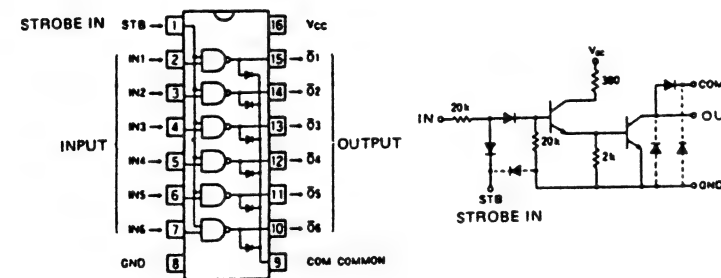 STROBE IN STB 1 16 Vcc
IN1 2 15 Ō1
IN2 3 14 Ō2
IN3 4 13 Ō3
INPUT
IN4 5 12 Ō4
OUTPUT
IN5 6 11 Ō5
IN6 7 10 Ō6
GND 8 9 COM COMMON
Vcc
380
COM
IN 20k
OU
20k
2k
GND
STB
STROBE IN